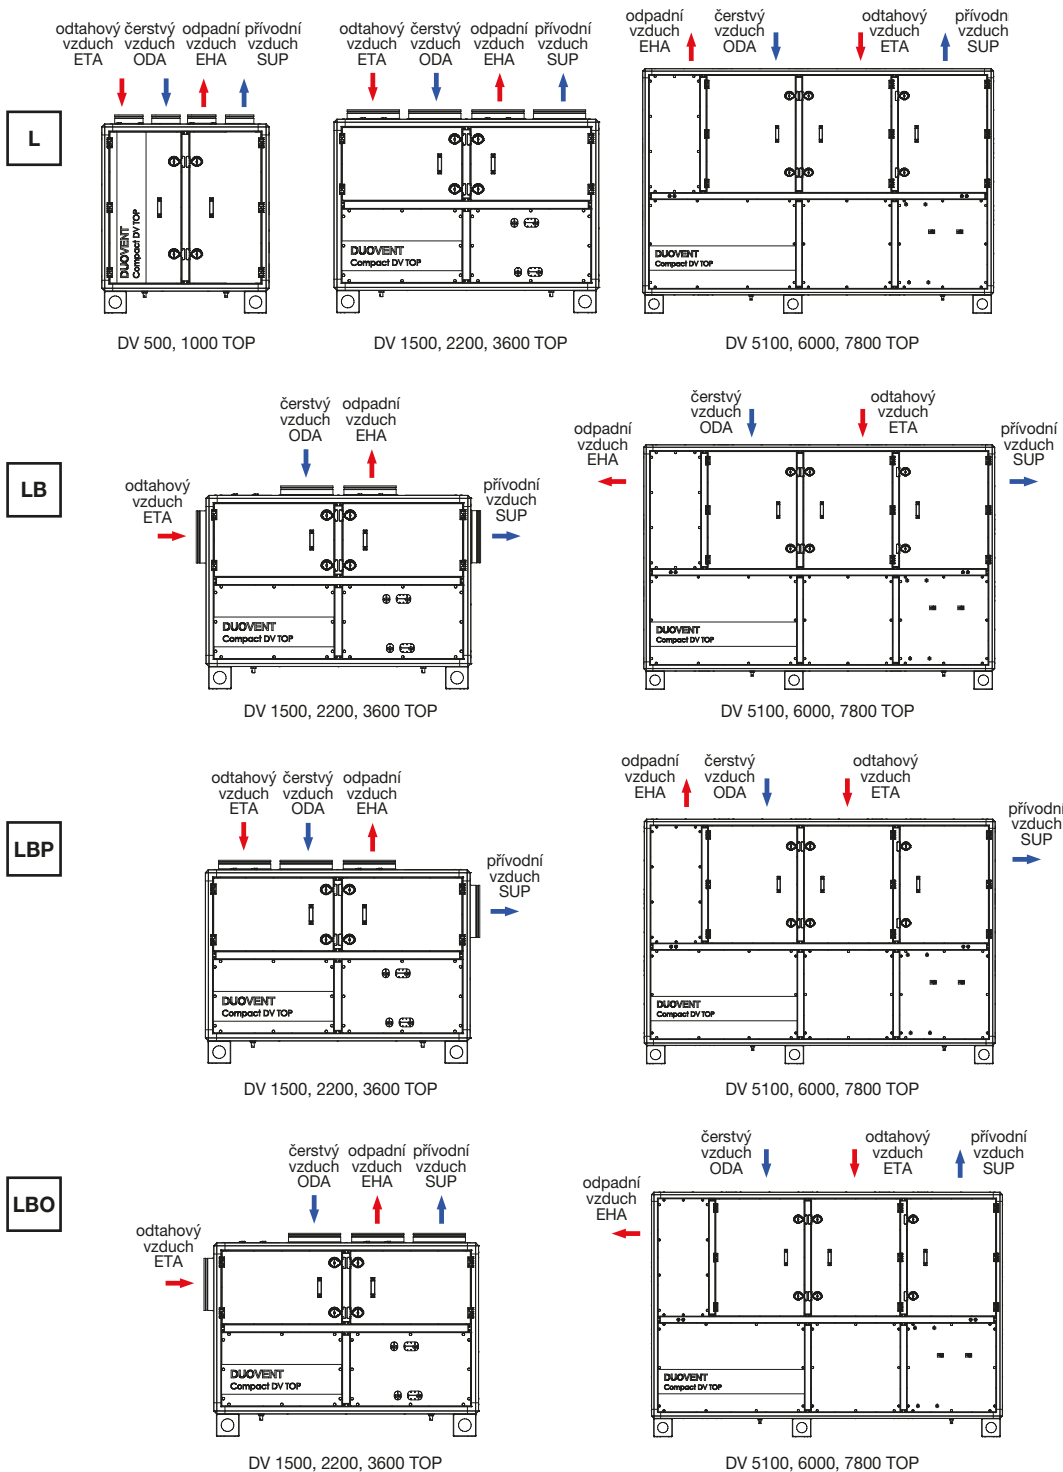 L
odtahový
vzduch
ETA
čerstvý
vzduch
ODA
odpadní
vzduch
EHA
přívodní
vzduch
SUP
DUOVENT
Compact DV TOP
DV 500, 1000 TOP
odtahový
vzduch
ETA
čerstvý
vzduch
ODA
odpadní
vzduch
EHA
přívodní
vzduch
SUP
DUOVENT
Compact DV TOP
DV 1500, 2200, 3600 TOP
odpadní
vzduch
EHA
čerstvý
vzduch
ODA
odtahový
vzduch
ETA
přívodní
vzduch
SUP
DUOVENT
Compact DV TOP
DV 5100, 6000, 7800 TOP
LB
odtahový
vzduch
ETA
čerstvý
vzduch
ODA
odpadní
vzduch
EHA
přívodní
vzduch
SUP
DUOVENT
Compact DV TOP
DV 1500, 2200, 3600 TOP
odpadní
vzduch
EHA
čerstvý
vzduch
ODA
odtahový
vzduch
ETA
přívodní
vzduch
SUP
DUOVENT
Compact DV TOP
DV 5100, 6000, 7800 TOP
LBP
odtahový
vzduch
ETA
čerstvý
vzduch
ODA
odpadní
vzduch
EHA
přívodní
vzduch
SUP
DUOVENT
Compact DV TOP
DV 1500, 2200, 3600 TOP
odpadní
vzduch
EHA
čerstvý
vzduch
ODA
odtahový
vzduch
ETA
přívodní
vzduch
SUP
DUOVENT
Compact DV TOP
DV 5100, 6000, 7800 TOP
LBO
odtahový
vzduch
ETA
čerstvý
vzduch
ODA
odpadní
vzduch
EHA
přívodní
vzduch
SUP
DUOVENT
Compact DV TOP
DV 1500, 2200, 3600 TOP
odpadní
vzduch
EHA
čerstvý
vzduch
ODA
odtahový
vzduch
ETA
přívodní
vzduch
SUP
DUOVENT
Compact DV TOP
DV 5100, 6000, 7800 TOP